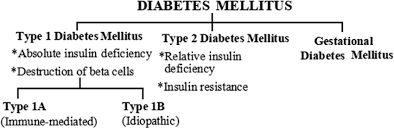 DIABETES MELLITUS
Type 1 Diabetes Mellitus
*Absolute insulin deficiency
*Destruction of beta cells
Type 1A
(Immune-mediated)
Type 1B
(Idiopathic)
Type 2 Diabetes Mellitus
*Relative insulin
deficiency
*Insulin resistance
Gestational
Diabetes Mellitus